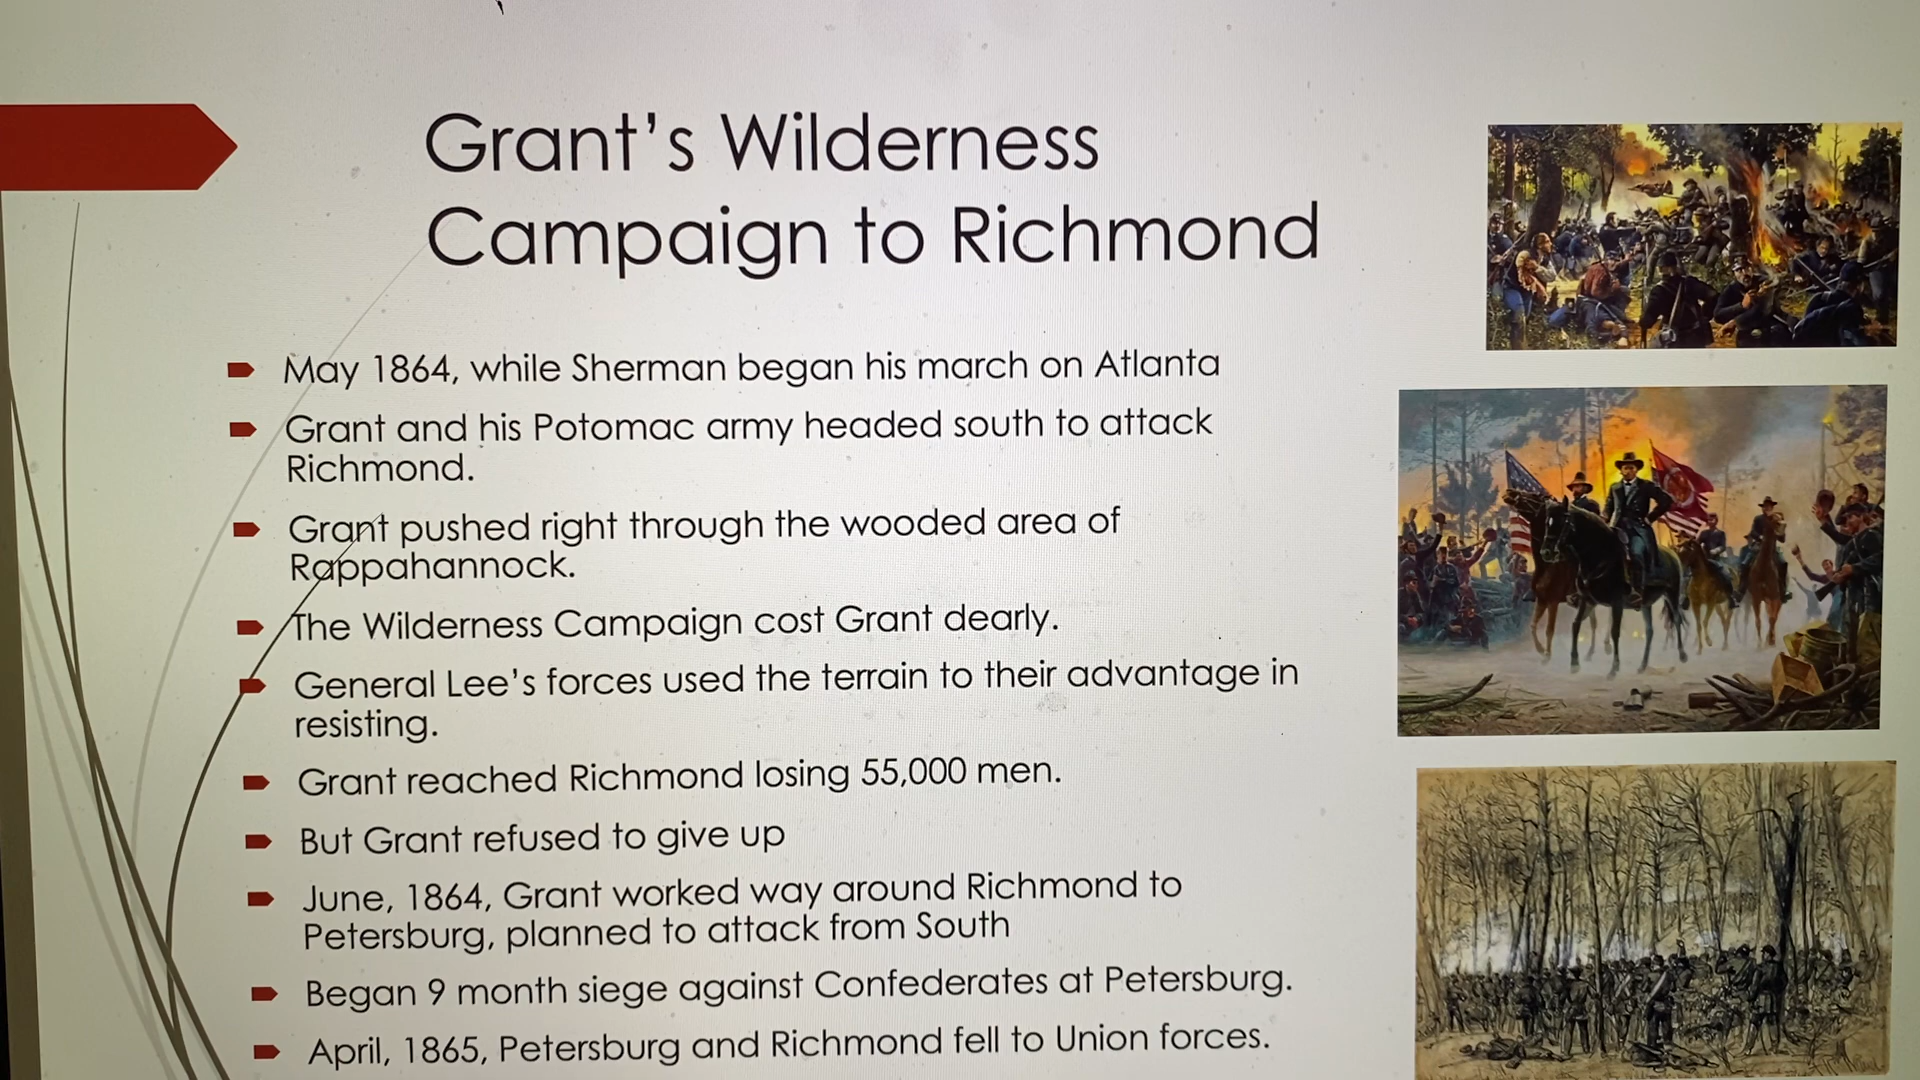 Grant's Wilderness
Campaign to Richmond
May 1864, while Sherman began his march on Atlanta
Grant and his Potomac army headed south to attack
Richmond.
Grant pushed right through the wooded area of
Rappahannock.
The Wilderness Campaign cost Grant dearly.
General Lee's forces used the terrain to their advantage in
resisting.
Grant reached Richmond losing 55,000 men.
But Grant refused to give up
June, 1864, Grant worked way around Richmond to
Petersburg, planned to attack from South
Began 9 month siege against Confederates at Petersburg.
April, 1865, Petersburg and Richmond fell to Union forces.